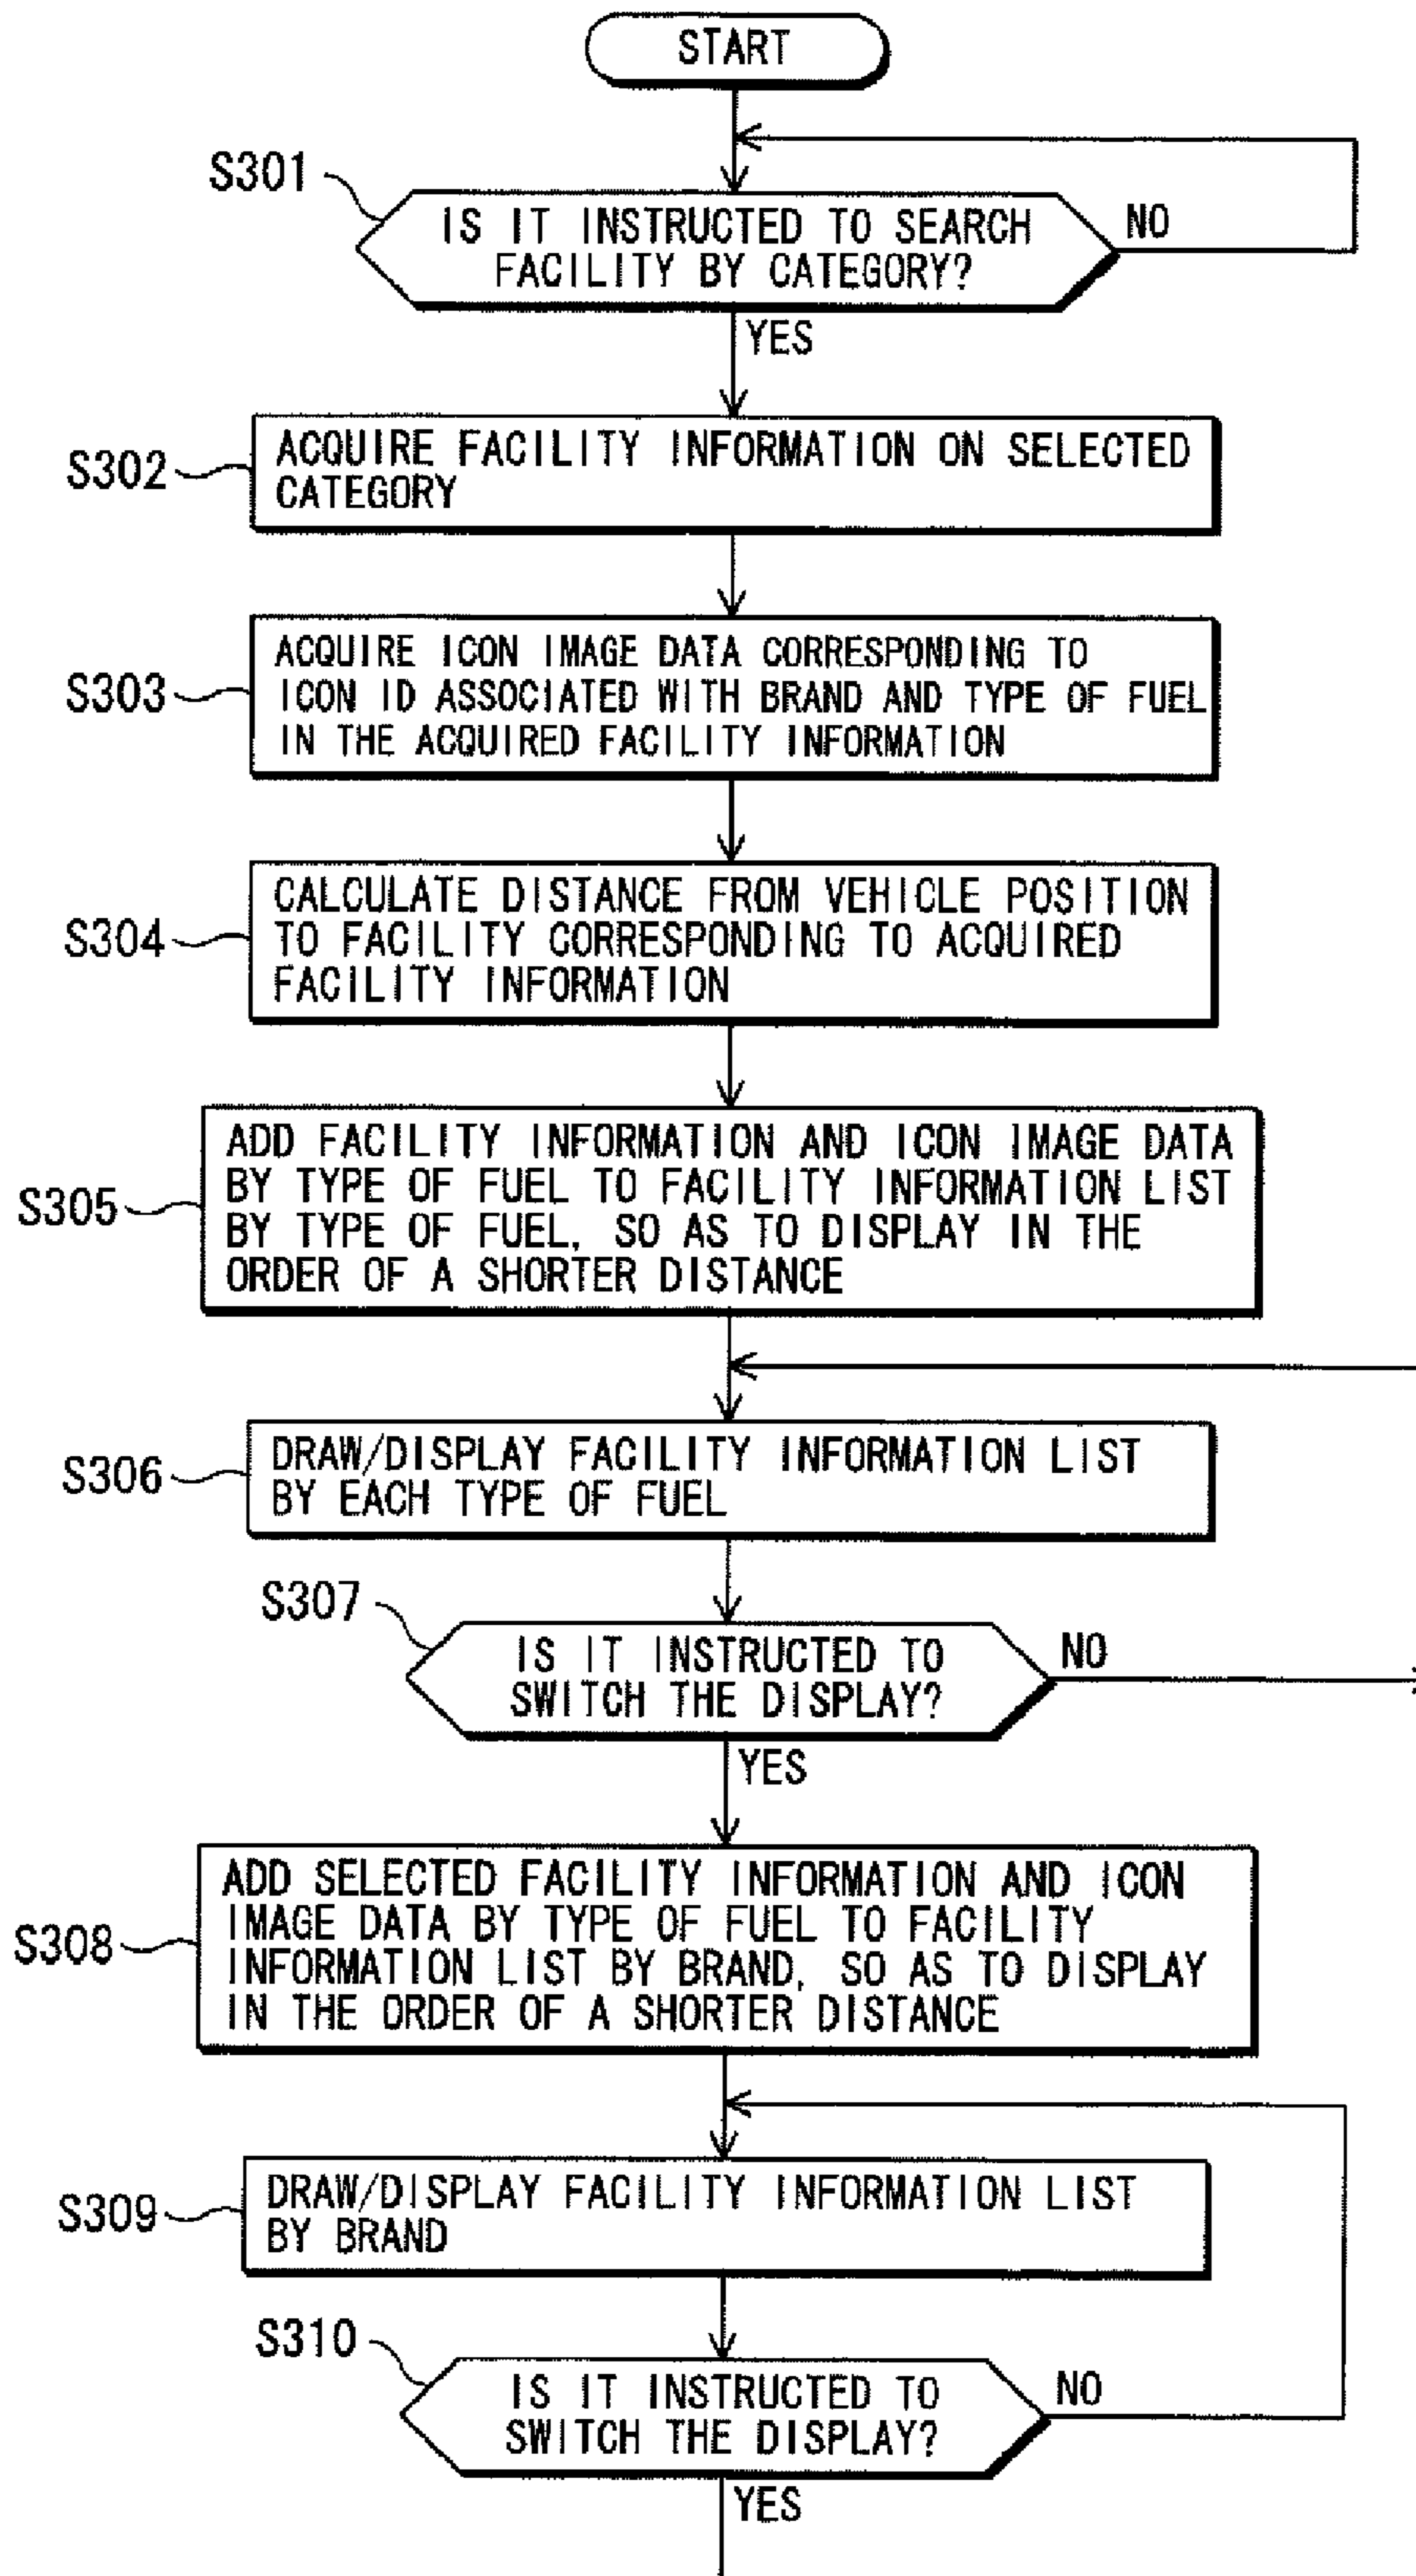 START
S301
IS IT INSTRUCTED TO SEARCH
FACILITY BY CATEGORY?
NO
YES
S302
ACQUIRE FACILITY INFORMATION ON SELECTED
CATEGORY
S303
ACQUIRE ICON IMAGE DATA CORRESPONDING TO
ICON ID ASSOCIATED WITH BRAND AND TYPE OF FUEL
IN THE ACQUIRED FACILITY INFORMATION
S304
CALCULATE DISTANCE FROM VEHICLE POSITION
TO FACILITY CORRESPONDING TO ACQUIRED
FACILITY INFORMATION
S305
ADD FACILITY INFORMATION AND ICON IMAGE DATA
BY TYPE OF FUEL TO FACILITY INFORMATION LIST
BY TYPE OF FUEL, SO AS TO DISPLAY IN THE
ORDER OF A SHORTER DISTANCE
S306
DRAW/DISPLAY FACILITY INFORMATION LIST
BY EACH TYPE OF FUEL
S307
IS IT INSTRUCTED TO
SWITCH THE DISPLAY?
NO
YES
S308
ADD SELECTED FACILITY INFORMATION AND ICON
IMAGE DATA BY TYPE OF FUEL TO FACILITY
INFORMATION LIST BY BRAND, SO AS TO DISPLAY
IN THE ORDER OF A SHORTER DISTANCE
S309
DRAW/DISPLAY FACILITY INFORMATION LIST
BY BRAND
S310
IS IT INSTRUCTED TO
SWITCH THE DISPLAY?
NO
YES